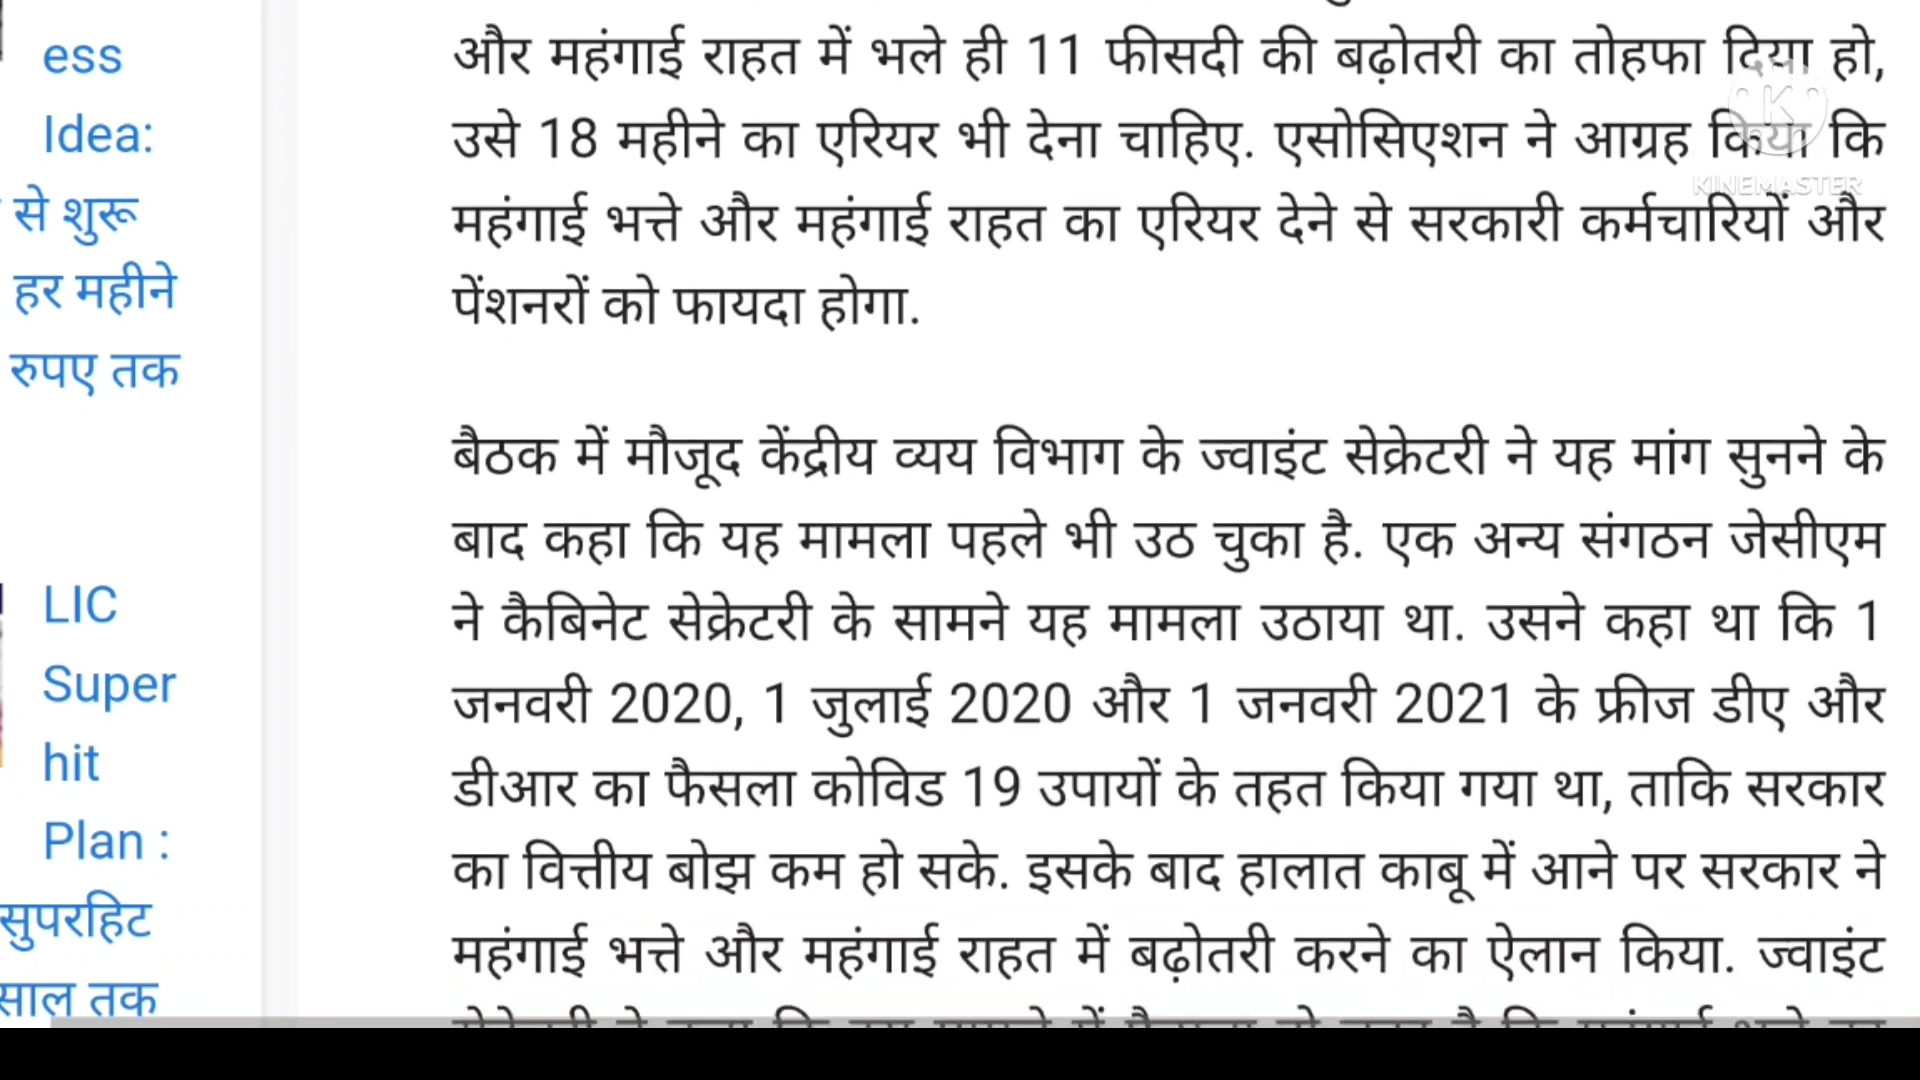 ess
Idea:
से शुरू
हर महीने
रुपए तक
LIC
Super
hit
Plan :
सुपरहिट
साल तक
और महंगाई राहत में भले ही 11 फीसदी की बढ़ोतरी का तोहफा दिया हो,
उसे 18 महीने का एरियर भी देना चाहिए. एसोसिएशन ने आग्रह किया कि
महंगाई भत्ते और महंगाई राहत का एरियर देने से सरकारी कर्मचारियों और
पेंशनरों को फायदा होगा.
बैठक में मौजूद केंद्रीय व्यय विभाग के ज्वाइंट सेक्रेटरी ने यह मांग सुनने के
बाद कहा कि यह मामला पहले भी उठ चुका है. एक अन्य संगठन जेसीएम
ने कैबिनेट सेक्रेटरी के सामने यह मामला उठाया था. उसने कहा था कि 1
जनवरी 2020, 1 जुलाई 2020 और 1 जनवरी 2021 के फ्रीज डीए और
डीआर का फैसला कोविड 19 उपायों के तहत किया गया था, ताकि सरकार
का वित्तीय बोझ कम हो सके. इसके बाद हालात काबू में आने पर सरकार ने
महंगाई भत्ते और महंगाई राहत में बढ़ोतरी करने का ऐलान किया. ज्वाइंट
KINEMASTER